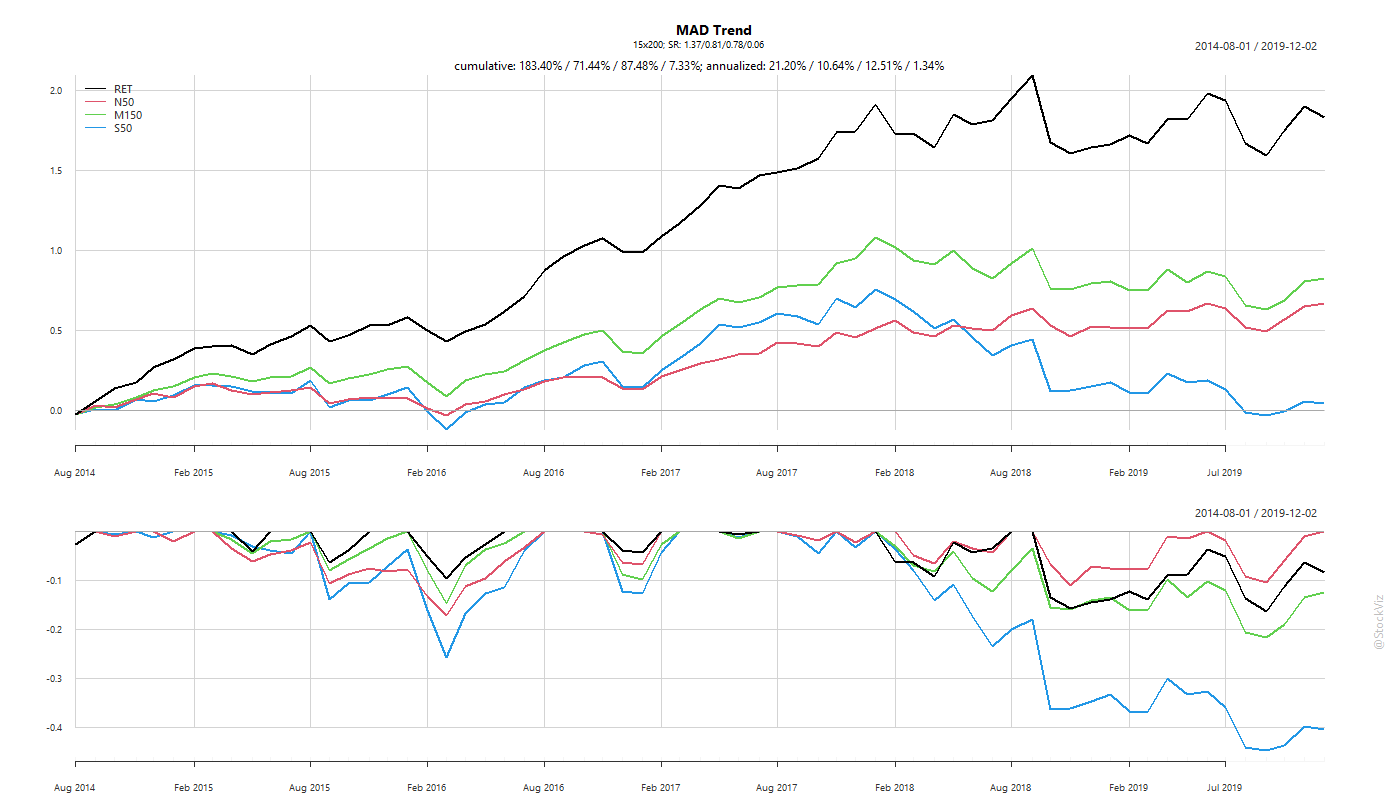 MAD Trend
15x200; SR: 1.37/0.81/0.78/0.06
2014-08-01 / 2019-12-02
cumulative: 183.40% / 71.44% / 87.48% / 7.33%; annualized: 21.20% / 10.64% / 12.51% / 1.34%
RET
N50
M150
S50
2.0
1.5
1.0
0.5
0.0
Aug 2014 Feb 2015 Aug 2015 Feb 2016 Aug 2016 Feb 2017 Aug 2017 Feb 2018 Aug 2018 Feb 2019 Jul 2019
2014-08-01 / 2019-12-02
-0.1
-0.2
-0.3
-0.4
Aug 2014 Feb 2015 Aug 2015 Feb 2016 Aug 2016 Feb 2017 Aug 2017 Feb 2018 Aug 2018 Feb 2019 Jul 2019
@StockViz